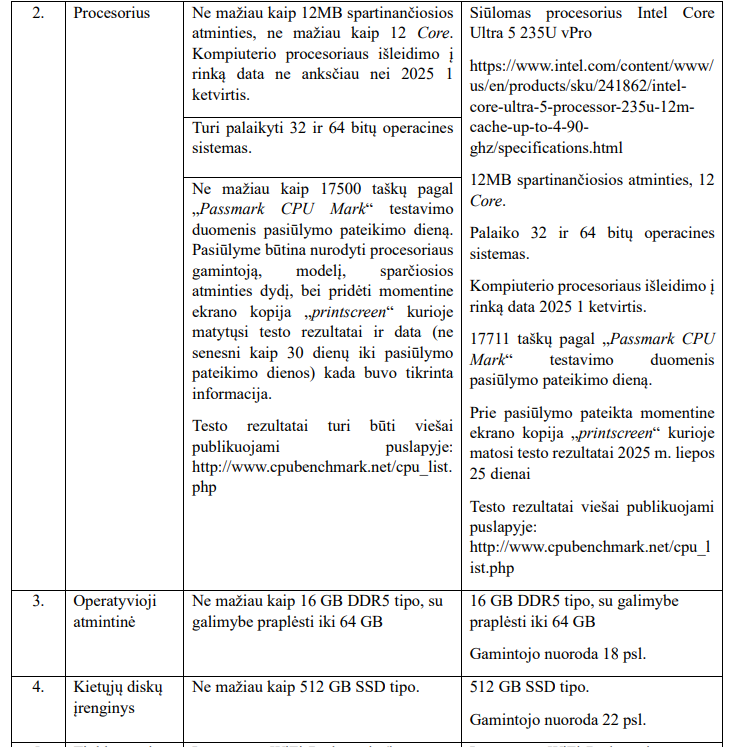 2.
Procesorius
Ne mažiau kaip 12MB spartinančiosios
atminties, ne mažiau kaip 12 Core.
Kompiuterio procesoriaus išleidimo į
rinką data ne anksčiau nei 2025 1
ketvirtis.
Turi palaikyti 32 ir 64 bitų operacines
sistemas.
Ne mažiau kaip 17500 taškų pagal
„Passmark CPU Mark“ testavimo
duomenis pasiūlymo pateikimo dieną.
Pasiūlyme būtina nurodyti procesoriaus
gamintoją, modelį, sparčiosios
atminties dydį, bei pridėti momentine
ekrano kopija „printscreen“ kurioje
matytųsi testo rezultatai ir data (ne
senesni kaip 30 dienų iki pasiūlymo
pateikimo dienos) kada buvo tikrinta
informacija.
Testo rezultatai turi būti viešai
publikuojami puslapyje:
http://www.cpubenchmark.net/cpu_list.
php
Siūlomas procesorius Intel Core
Ultra 5 235U vPro
https://www.intel.com/content/www/
us/en/products/sku/241862/intel-
core-ultra-5-processor-235u-12m-
cache-up-to-4-90-
ghz/specifications.html
12MB spartinančiosios atminties, 12
Core.
Palaiko 32 ir 64 bitų operacines
sistemas.
Kompiuterio procesoriaus išleidimo į
rinką data 2025 1 ketvirtis.
17711 taškų pagal „Passmark CPU
Mark“ testavimo duomenis
pasiūlymo pateikimo dieną.
Prie pasiūlymo pateikta momentine
ekrano kopija „printscreen“ kurioje
matosi testo rezultatai 2025 m. liepos
25 dienai
Testo rezultatai viešai publikuojami
puslapyje:
http://www.cpubenchmark.net/cpu_l
ist.php
3.
Operatyvioji
atmintinė
Ne mažiau kaip 16 GB DDR5 tipo, su
galimybe praplėsti iki 64 GB
16 GB DDR5 tipo, su galimybe
praplėsti iki 64 GB
Gamintojo nuoroda 18 psl.
4.
Kietųjų diskų
įrenginys
Ne mažiau kaip 512 GB SSD tipo.
512 GB SSD tipo.
Gamintojo nuoroda 22 psl.